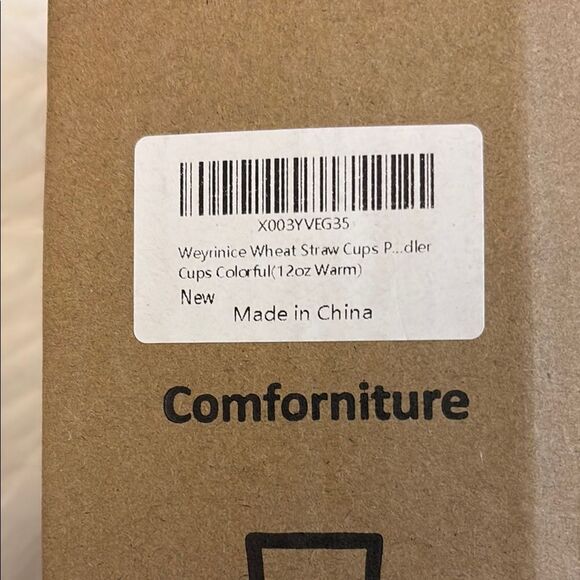 X003YVEG35
Weyrinice Wheat Straw Cups P...dler
Cups Colorful(12oz Warm)
New
Made in China
Comforniture